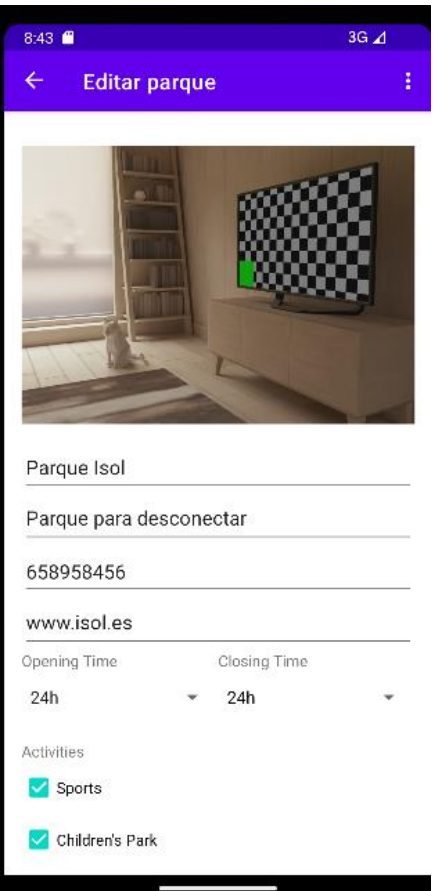 8:43 3G
Editar parque
Parque Isol
Parque para desconectar
658958456
www.isol.es
Opening Time Closing Time
24h 24h
Activities
Sports
Children's Park